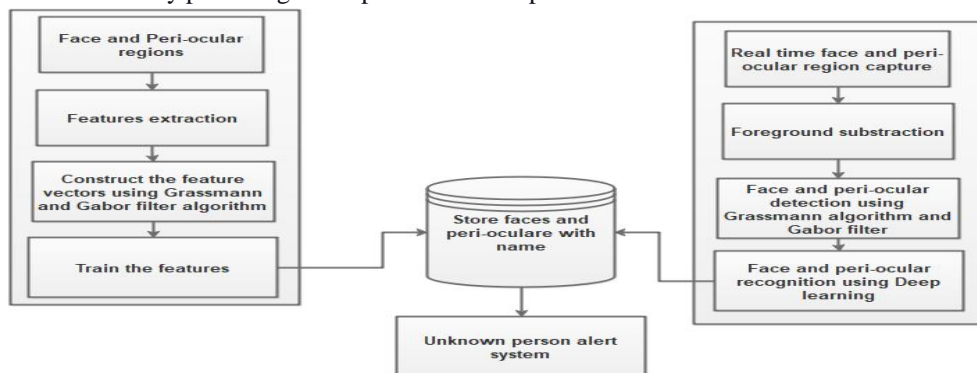 Face and Peri-ocular
regions
Features extraction
Construct the feature
vectors using Grassmann
and Gabor filter algorithm
Train the features
Store faces and
peri-oculare with
name
Unknown person alert
system
Real time face and peri-
ocular region capture
Foreground substraction
Face and peri-ocular
detection using
Grassmann algorithm and
Gabor filter
Face and peri-ocular
recognition using Deep
learning